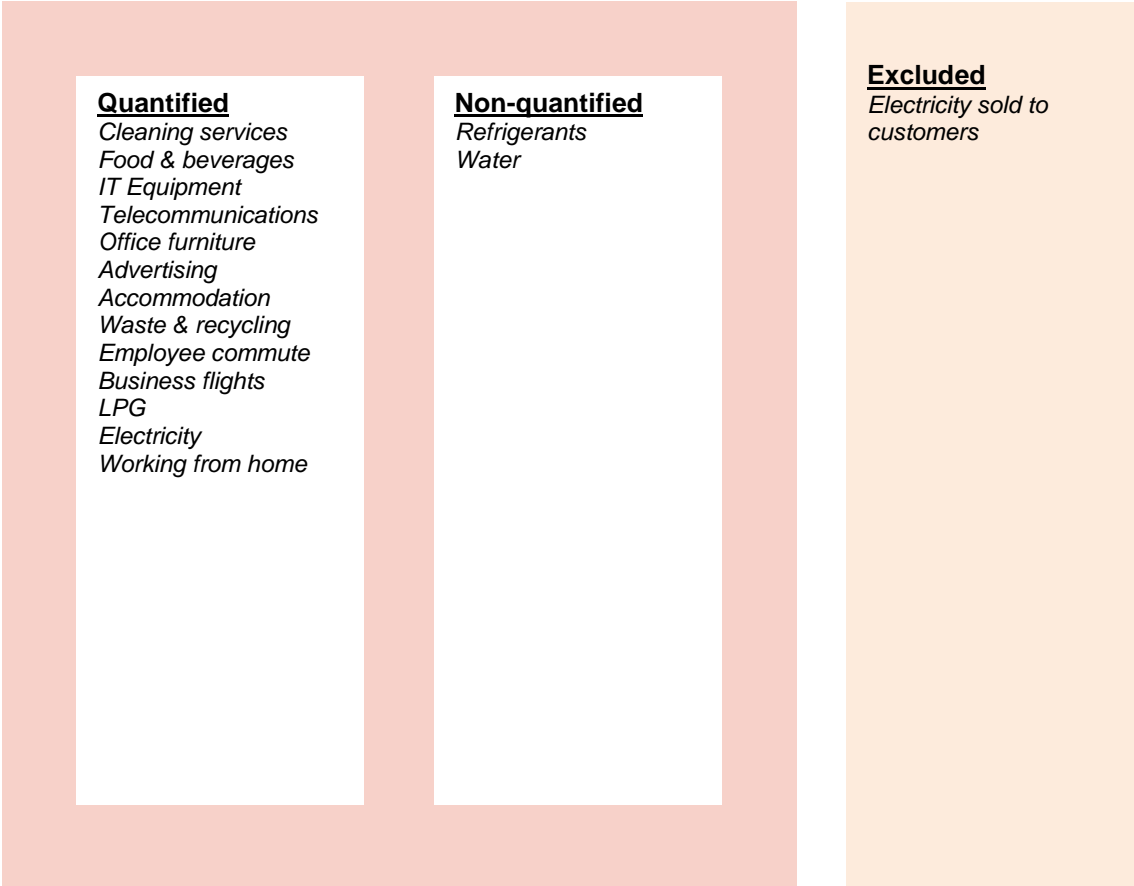 Quantified
Cleaning services
Food & beverages
IT Equipment
Telecommunications
Office furniture
Advertising
Accommodation
Waste & recycling
Employee commute
Business flights
LPG
Electricity
Working from home
Non-quantified
Refrigerants
Water
Excluded
Electricity sold to
customers